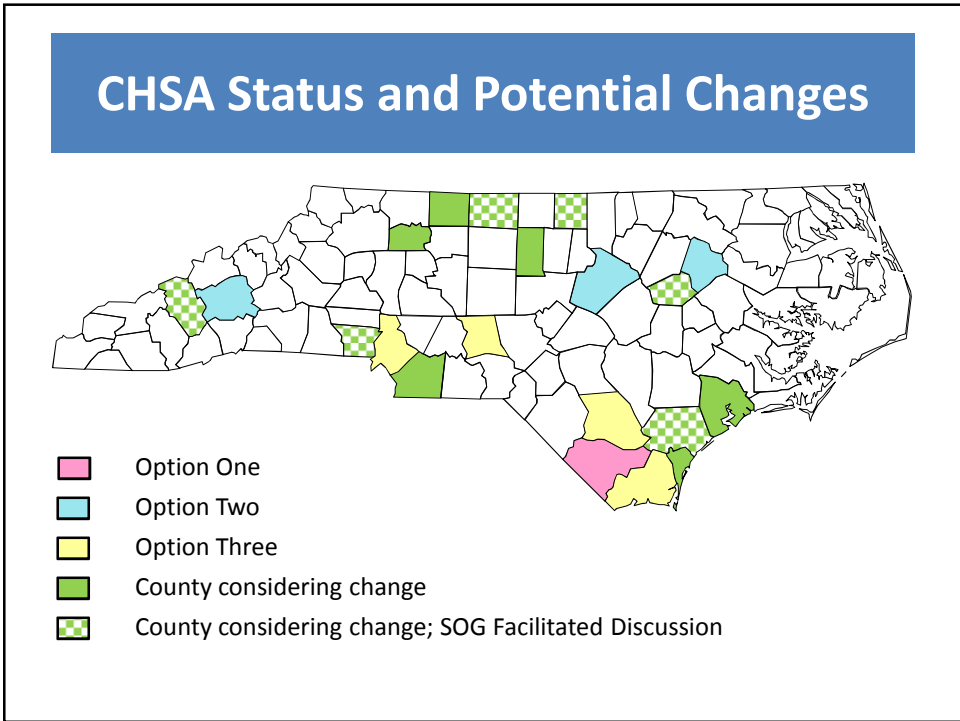 CHSA Status and Potential Changes
Option One
Option Two
Option Three
County considering change
County considering change; SOG Facilitated Discussion